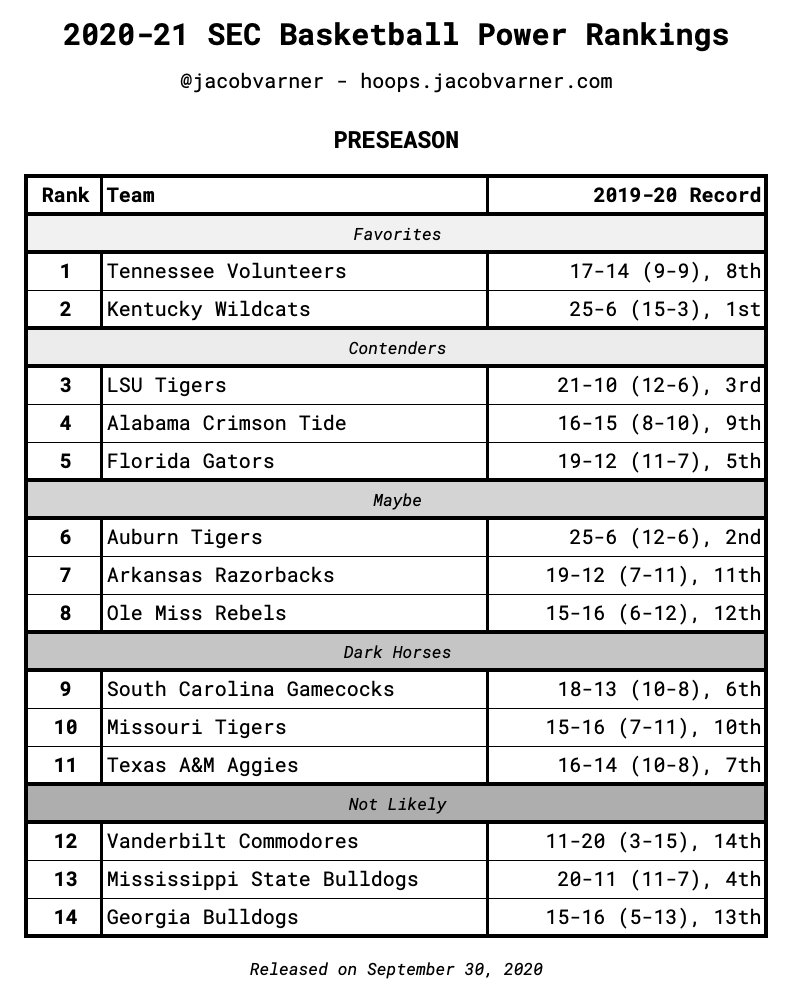 2020-21 SEC Basketball Power Rankings
@jacobvarner - hoops.jacobvarner.com
PRESEASON
Rank Team 2019-20 Record
Favorites
1 Tennessee Volunteers 17-14 (9-9), 8th
2 Kentucky Wildcats 25-6 (15-3), 1st
Contenders
3 LSU Tigers 21-10 (12-6), 3rd
4 Alabama Crimson Tide 16-15 (8-10), 9th
5 Florida Gators 19-12 (11-7), 5th
Maybe
6 Auburn Tigers 25-6 (12-6), 2nd
7 Arkansas Razorbacks 19-12 (7-11), 11th
8 Ole Miss Rebels 15-16 (6-12), 12th
Dark Horses
9 South Carolina Gamecocks 18-13 (10-8), 6th
10 Missouri Tigers 15-16 (7-11), 10th
11 Texas A&M Aggies 16-14 (10-8), 7th
Not Likely
12 Vanderbilt Commodores 11-20 (3-15), 14th
13 Mississippi State Bulldogs 20-11 (11-7), 4th
14 Georgia Bulldogs 15-16 (5-13), 13th
Released on September 30, 2020